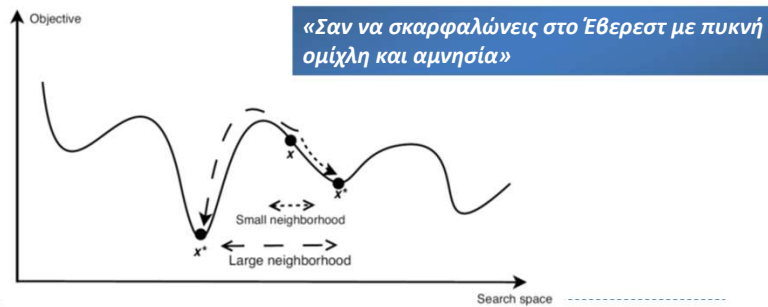 Objective
«Σαν να σκαρφαλώνεις στο Έβερεστ με πυκνή
ομίχλη και αμνησία»
x
x*
Small neighborhood
x*
Large neighborhood
Search space